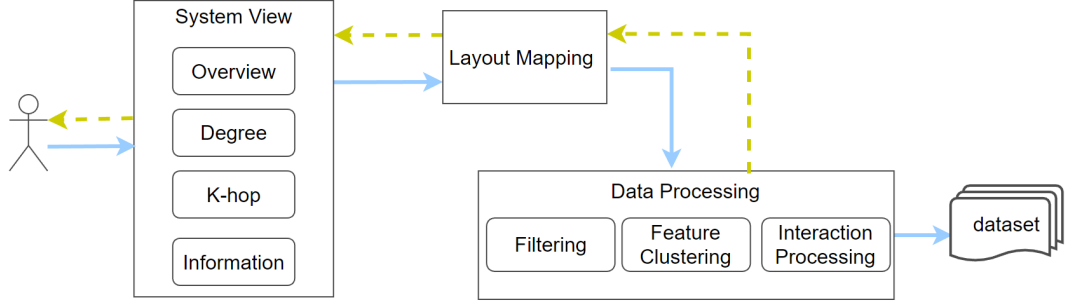 System View
Overview
Degree
K-hop
Information
Layout Mapping
Data Processing
Filtering
Feature
Clustering
Interaction
Processing
dataset